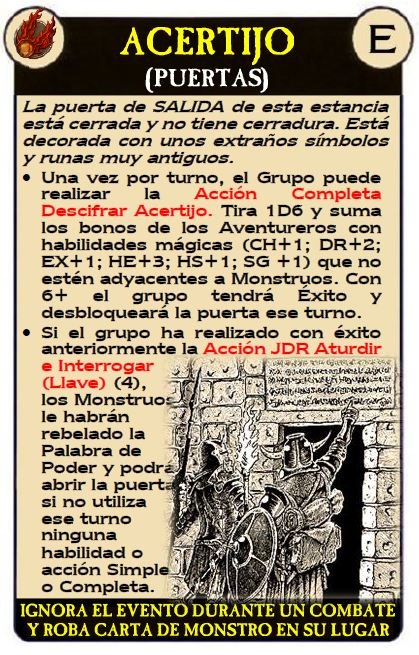 ACERTIJO
E
(PUERTAS)
La puerta de SALIDA de esta estancia
está cerrada y no tiene cerradura. Está
decorada con unos extraños símbolos
y runas muy antiguos.
• Una vez por turno, el Grupo puede
realizar la Acción Completa
Descifrar Acertijo. Tira 1D6 y suma
los bonos de los Aventureros con
habilidades mágicas (CH+1; DR+2;
EX+1; HE+3; HS+1; SG +1) que no
estén adyacentes a Monstruos. Con
6+ el grupo tendrá Éxito y
desbloqueará la puerta ese turno.
• Si el grupo ha realizado con éxito
anteriormente la Acción JDR Aturdir
e Interrogar
(Llave) (4),
los Monstruos
le habrán
rebelado la
Palabra de
Poder y podrá
abrir la puerta
si no utiliza
ese turno
ninguna
habilidad o
acción Simple
o Completa.
IGNORA EL EVENTO DURANTE UN COMBATE
Y ROBA CARTA DE MONSTRO EN SU LUGAR